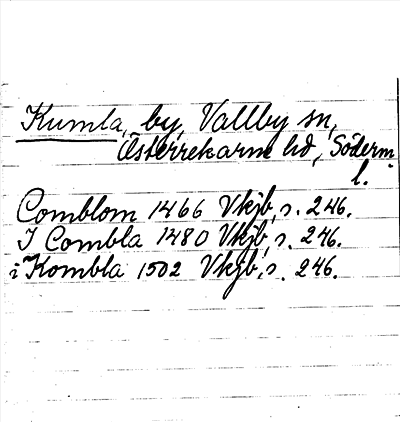 Kumla, by, Vallby sn,
Österrekarne hd, Söderm.
l.
Comblom 1466 Vkjb, s. 246.
I Combla 1480 Vkjb, s. 246.
i Kombla 1502 Vkjb, s. 246.